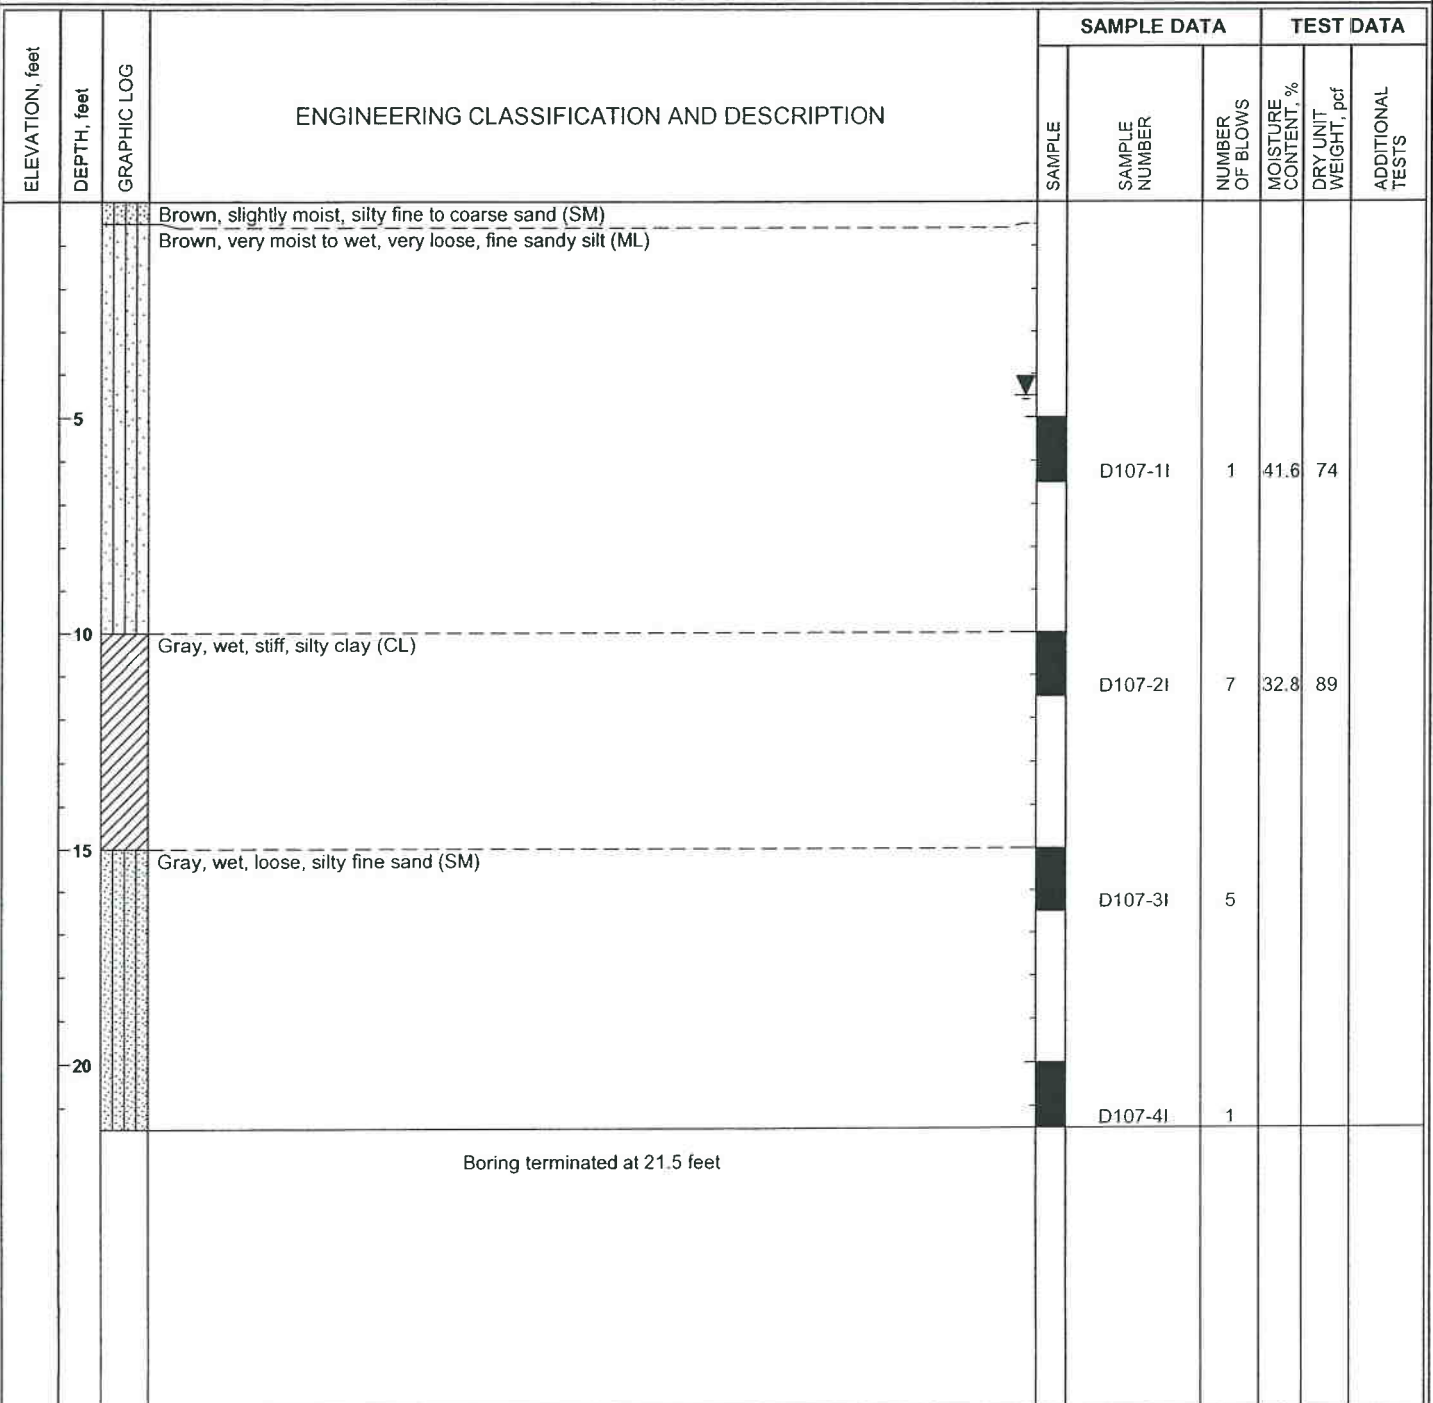 SAMPLE DATA
TEST DATA
ELEVATION, feet
DEPTH, feet
GRAPHIC LOG
ENGINEERING CLASSIFICATION AND DESCRIPTION
SAMPLE
SAMPLE
NUMBER
NUMBER
OF BLOWS
MOISTURE
CONTENT, %
DRY UNIT
WEIGHT, pcf
ADDITIONAL
TESTS
Brown, slightly moist, silty fine to coarse sand (SM)
Brown, very moist to wet, very loose, fine sandy silt (ML)
5
D107-1I 1 41.6 74
10
Gray, wet, stiff, silty clay (CL)
D107-2I 7 32.8 89
15
Gray, wet, loose, silty fine sand (SM)
D107-3I 5
20
D107-4I 1
Boring terminated at 21.5 feet